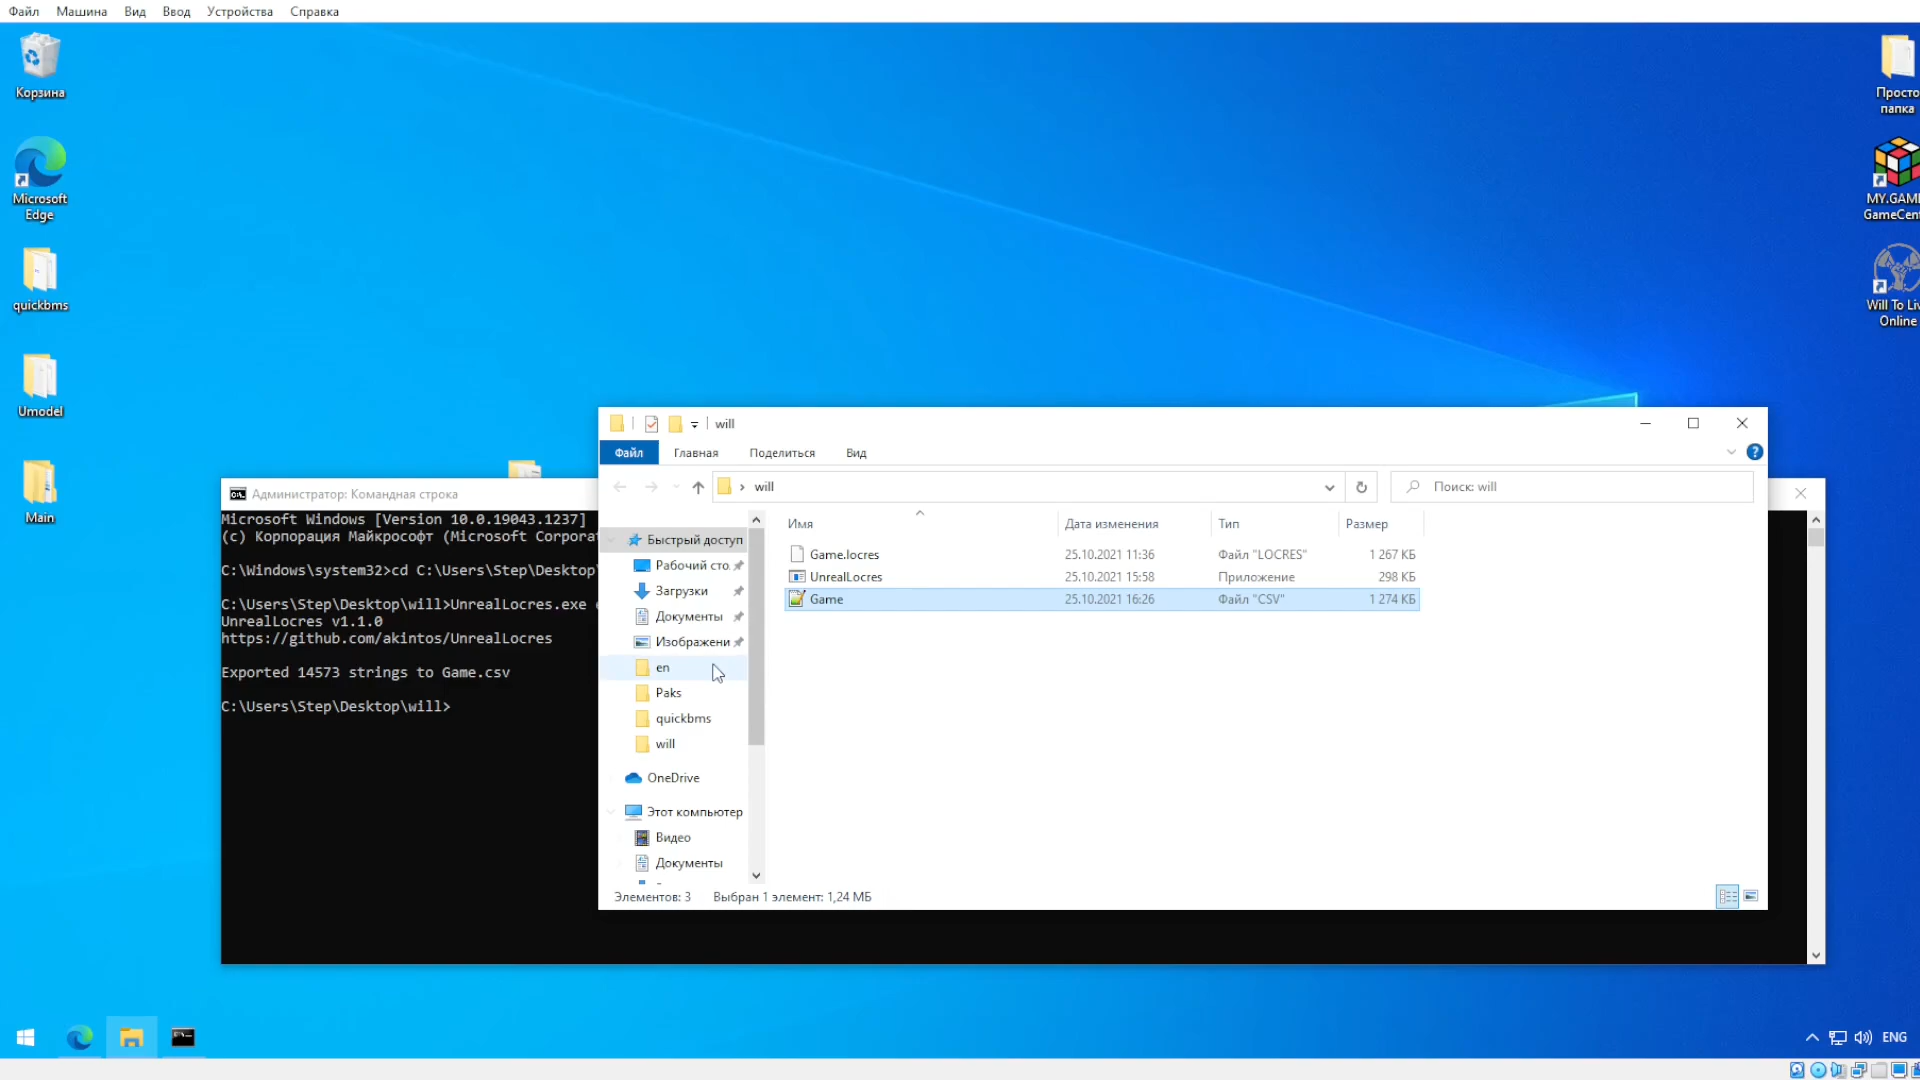 Файл Машина Вид Ввод Устройства Справка
Корзина
Microsoft
Edge
quickbms
Umodel
Main
Просто
папка
MY.GAM
GameCen
Will To Li
Online
Администратор: Командная строка
Microsoft Windows [Version 10.0.19043.1237]
(c) Корпорация Майкрософт (Microsoft Corpora
C:\Windows\system32>cd C:\Users\Step\Desktop\
C:\Users\Step\Desktop\will>UnrealLocres.exe
UnrealLocres v1.1.0
https://github.com/akintos/UnrealLocres
Exported 14573 strings to Game.csv
C:\Users\Step\Desktop\will>
will
Файл Главная Поделиться Вид
will
Поиск: will
Быстрый доступ
Рабочий сто
Загрузки
Документы
Изображени
en
Paks
quickbms
will
OneDrive
Этот компьютер
Видео
Документы
Имя Дата изменения Тип Размер
Game.locres 25.10.2021 11:36 Файл "LOCRES" 1 267 КБ
UnrealLocres 25.10.2021 15:58 Приложение 298 КБ
Game 25.10.2021 16:26 Файл "CSV" 1 274 КБ
Элементов: 3 Выбран 1 элемент: 1,24 МБ
ENG